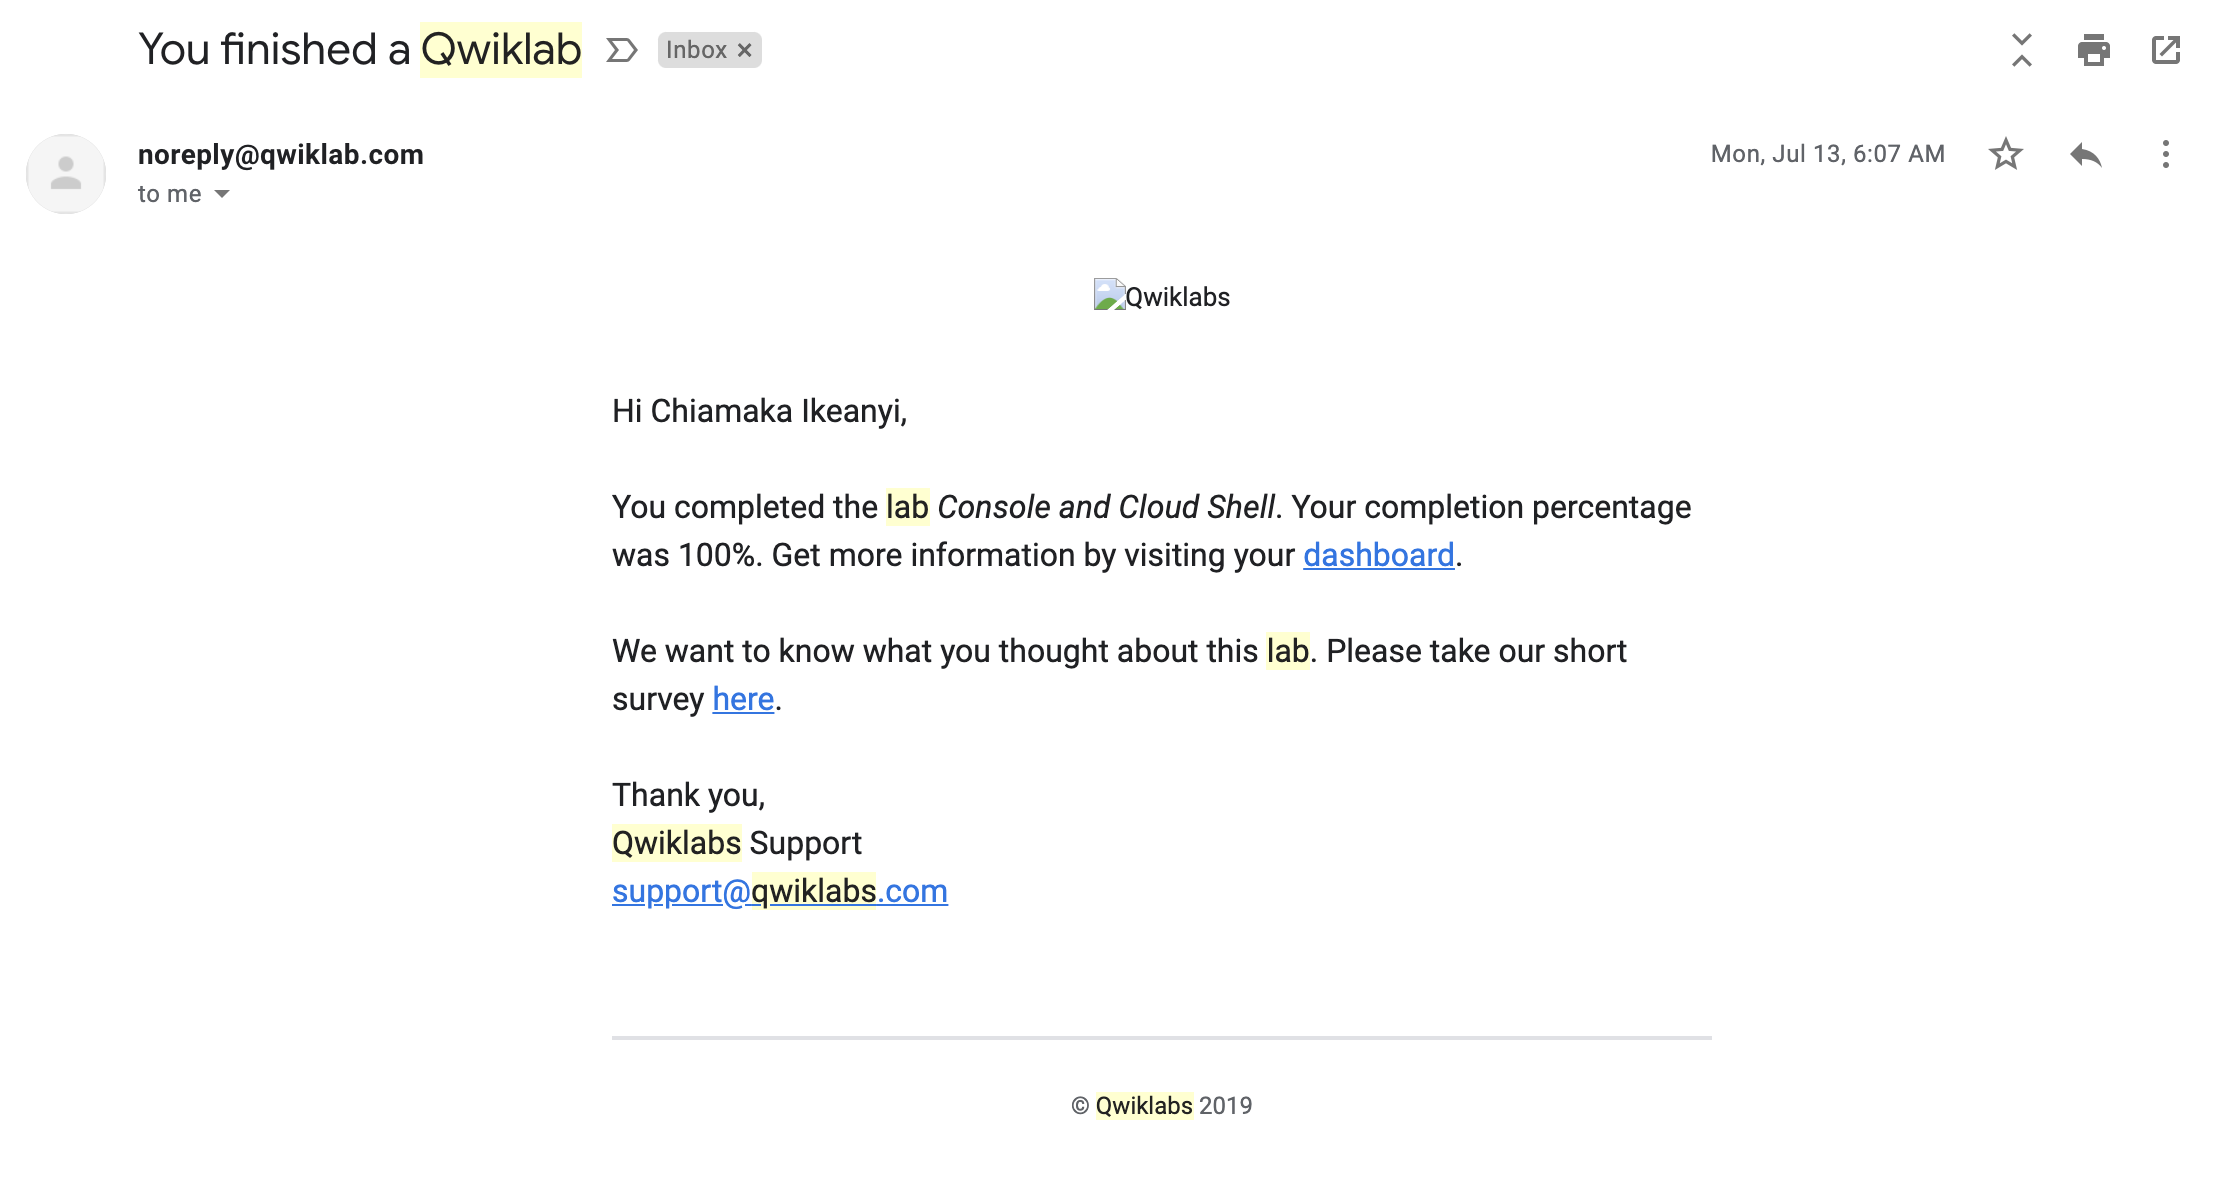 You finished a Qwiklab Inbox ×
noreply@qwiklab.com Mon, Jul 13, 6:07 AM
to me
Qwiklabs
Hi Chiamaka Ikeanyi,
You completed the lab Console and Cloud Shell. Your completion percentage
was 100%. Get more information by visiting your dashboard.
We want to know what you thought about this lab. Please take our short
survey here.
Thank you,
Qwiklabs Support
support@qwiklabs.com
© Qwiklabs 2019